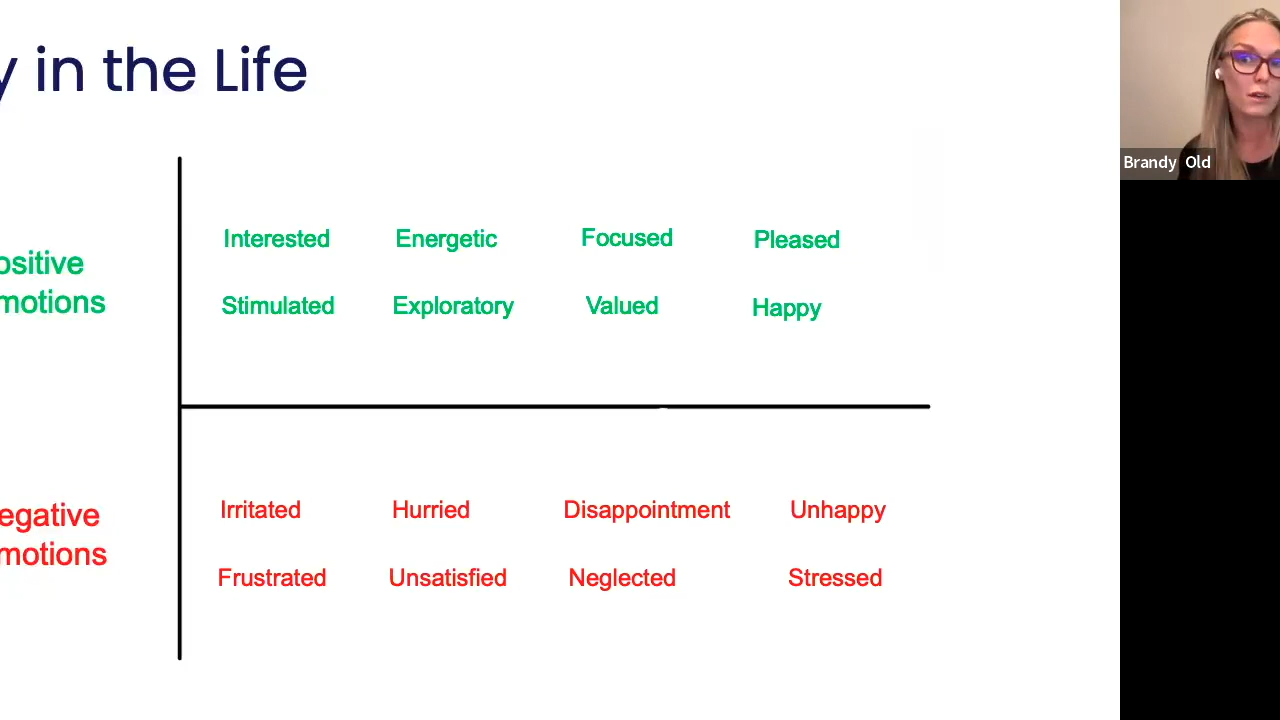 y in the Life
Brandy Old
Interested Energetic Focused Pleased
ositive
motions
Stimulated Exploratory Valued Happy
Irritated Hurried Disappointment Unhappy
egative
motions
Frustrated Unsatisfied Neglected Stressed